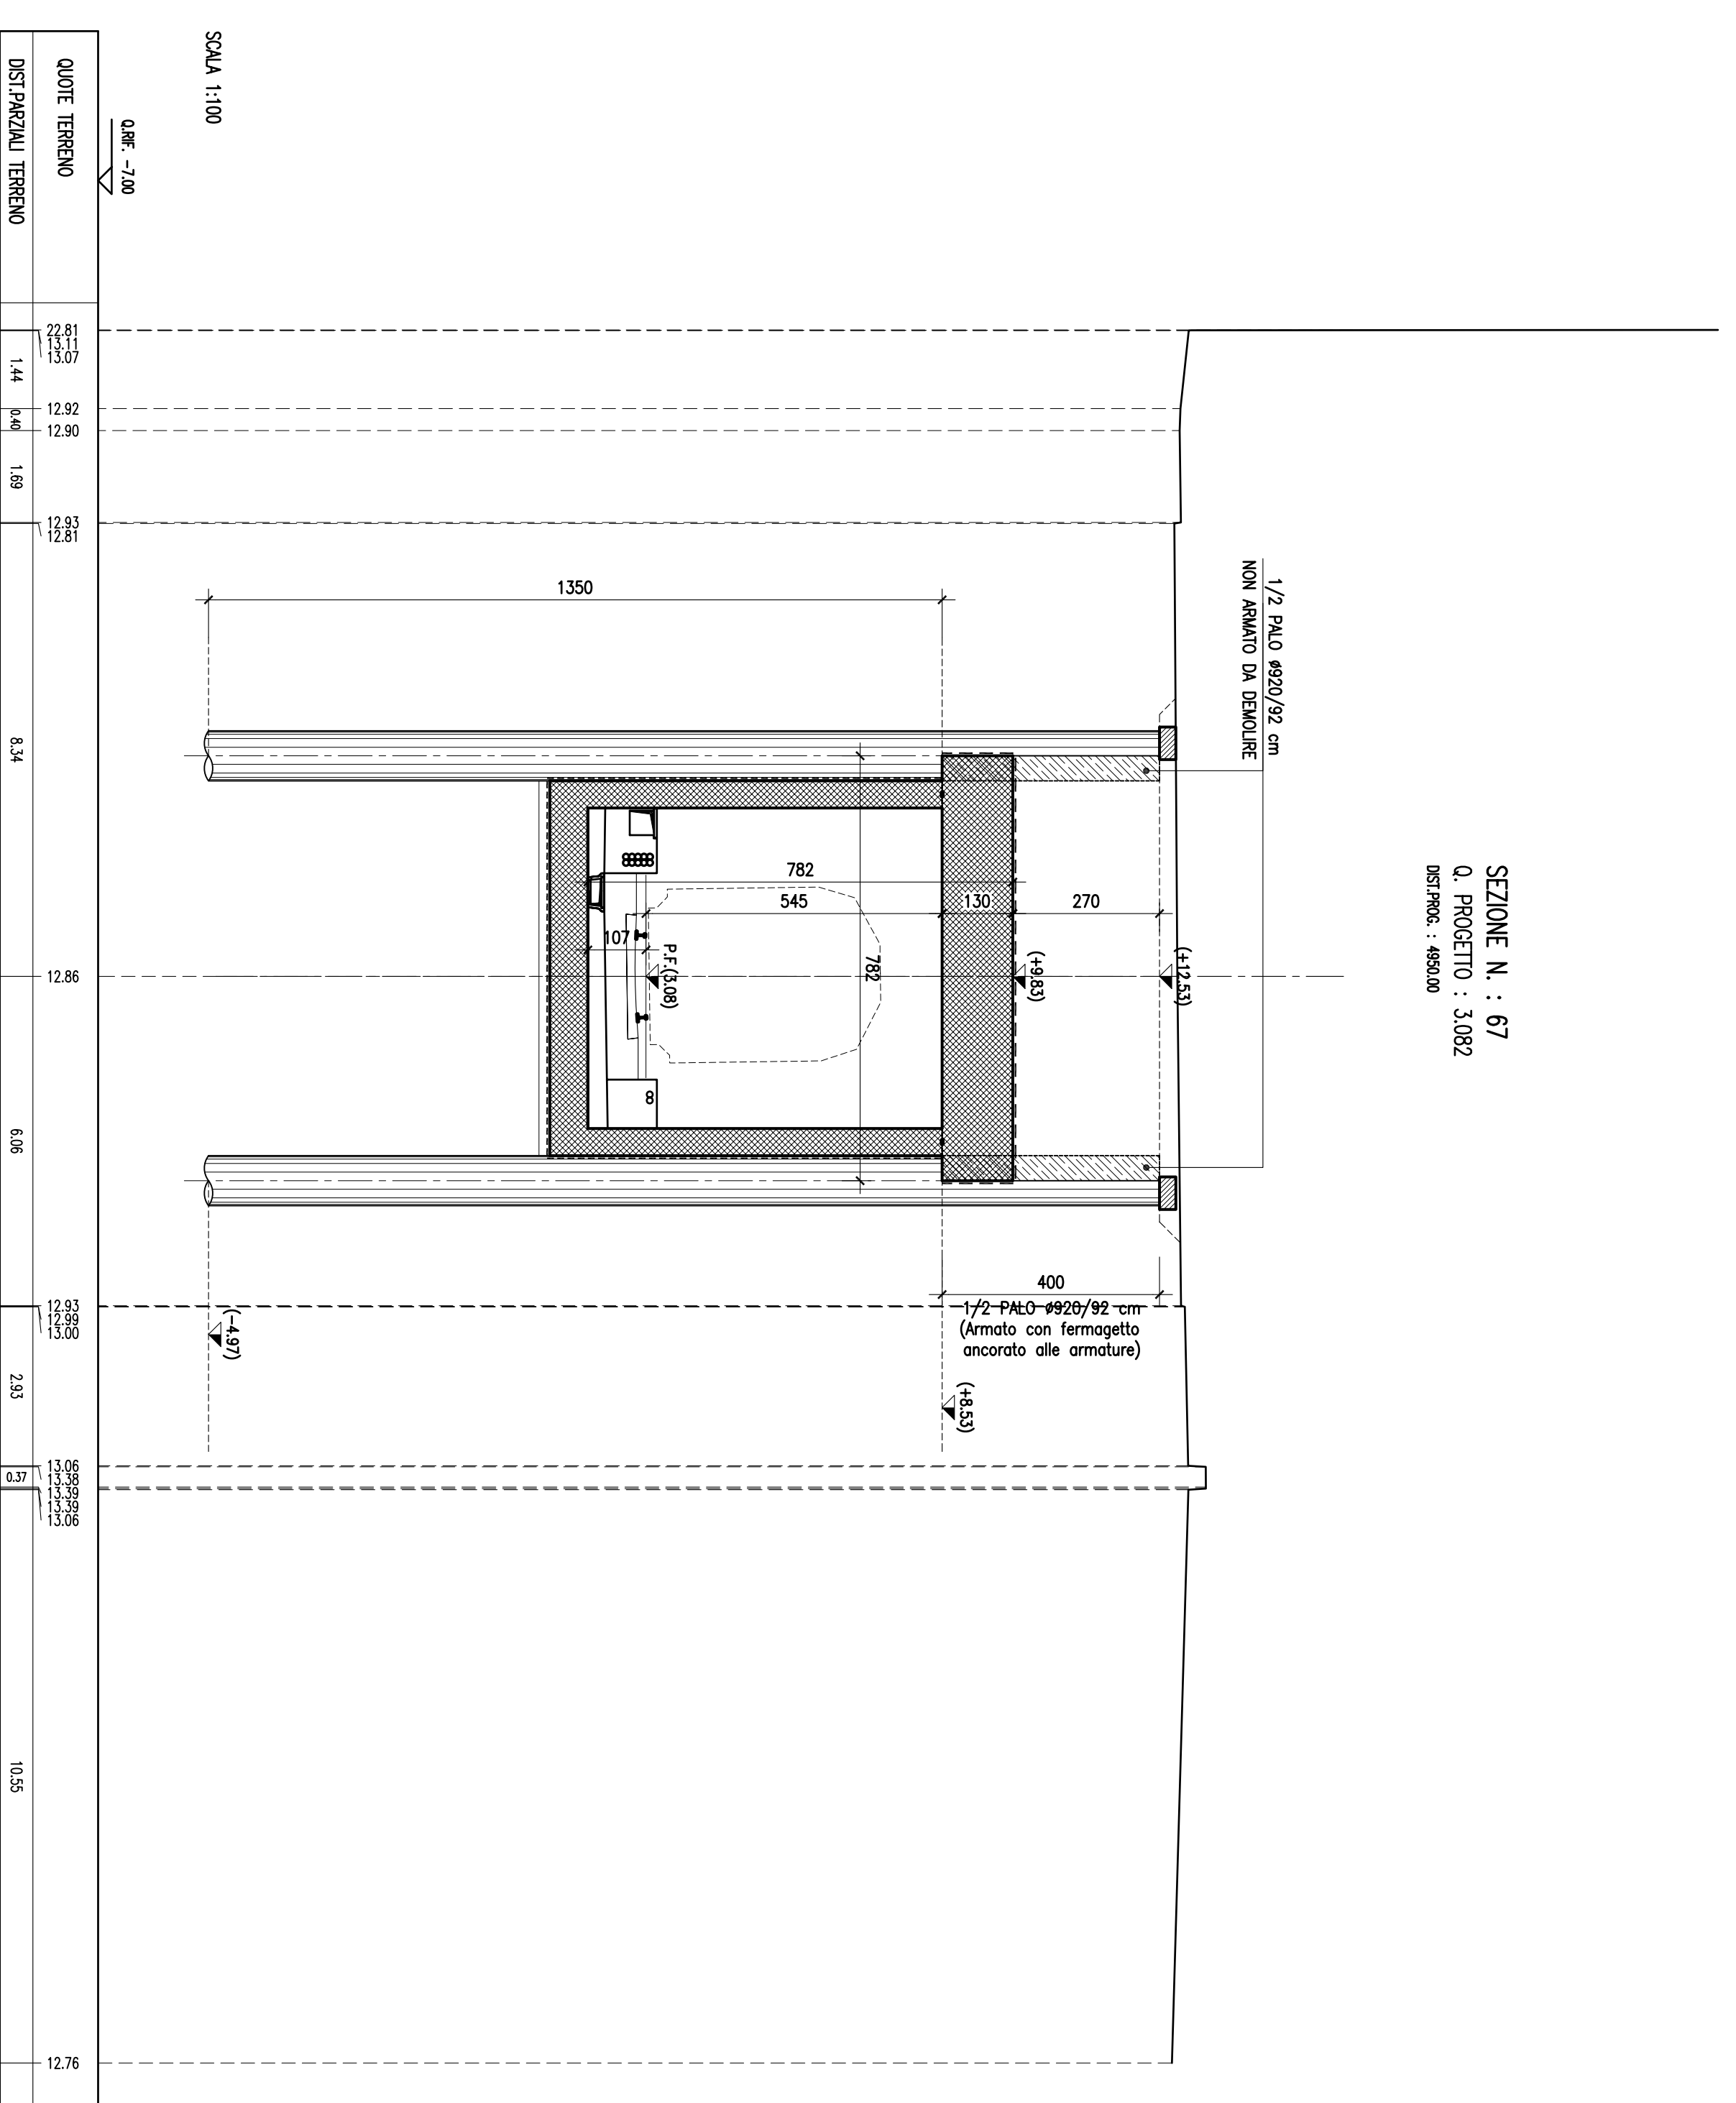 SEZIONE N. : 67
Q. PROGETTO : 3.082
DIST.PROG. : 4950.00
1/2 PALO ø920/92 cm
NON ARMATO DA DEMOLIRE
(+12.53)
270
(+9.83)
130
782
545
782
107
P.F.(3.08)
1350
400
1/2 PALO ø920/92 cm
(Armato con fermagetto
ancorato alle armature)
(+8.53)
(-4.97)
SCALA 1:100
Q.RIF. -7.00
QUOTE TERRENO
22.81
13.11
13.07
12.92
12.90
12.93
12.81
12.86
12.93
12.99
13.00
13.06
13.38
13.39
13.39
13.06
12.76
DIST.PARZIALI TERRENO
1.44
0.40
1.69
8.34
6.06
2.93
0.37
10.55